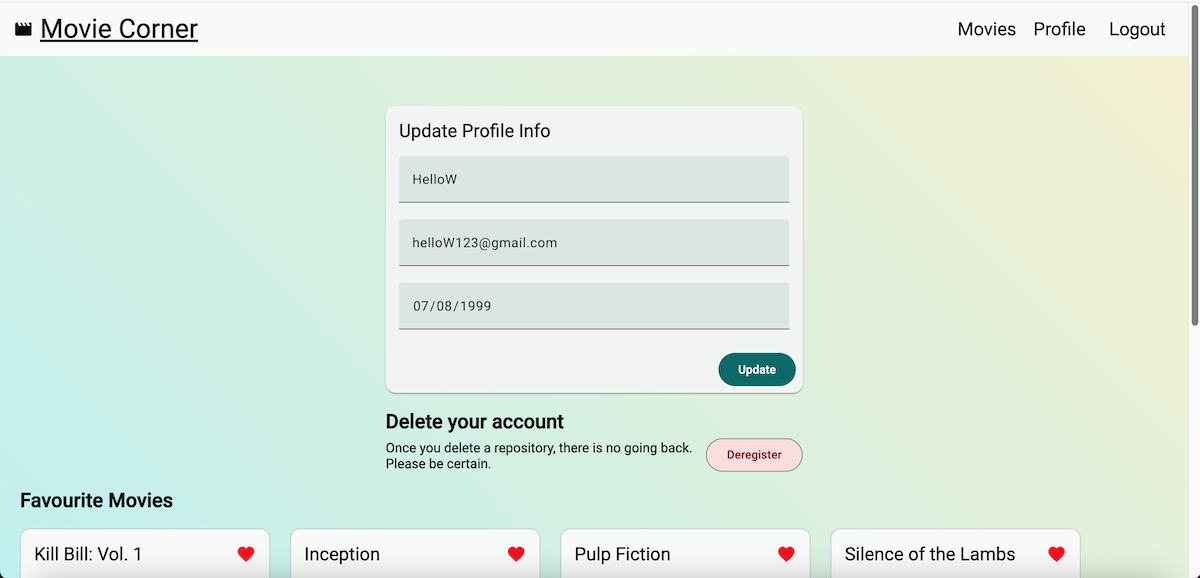 Movie Corner
Movies Profile Logout
Update Profile Info
HelloW
helloW123@gmail.com
07/08/1999
Update
Delete your account
Once you delete a repository, there is no going back.
Please be certain.
Deregister
Favourite Movies
Kill Bill: Vol. 1
Inception
Pulp Fiction
Silence of the Lambs